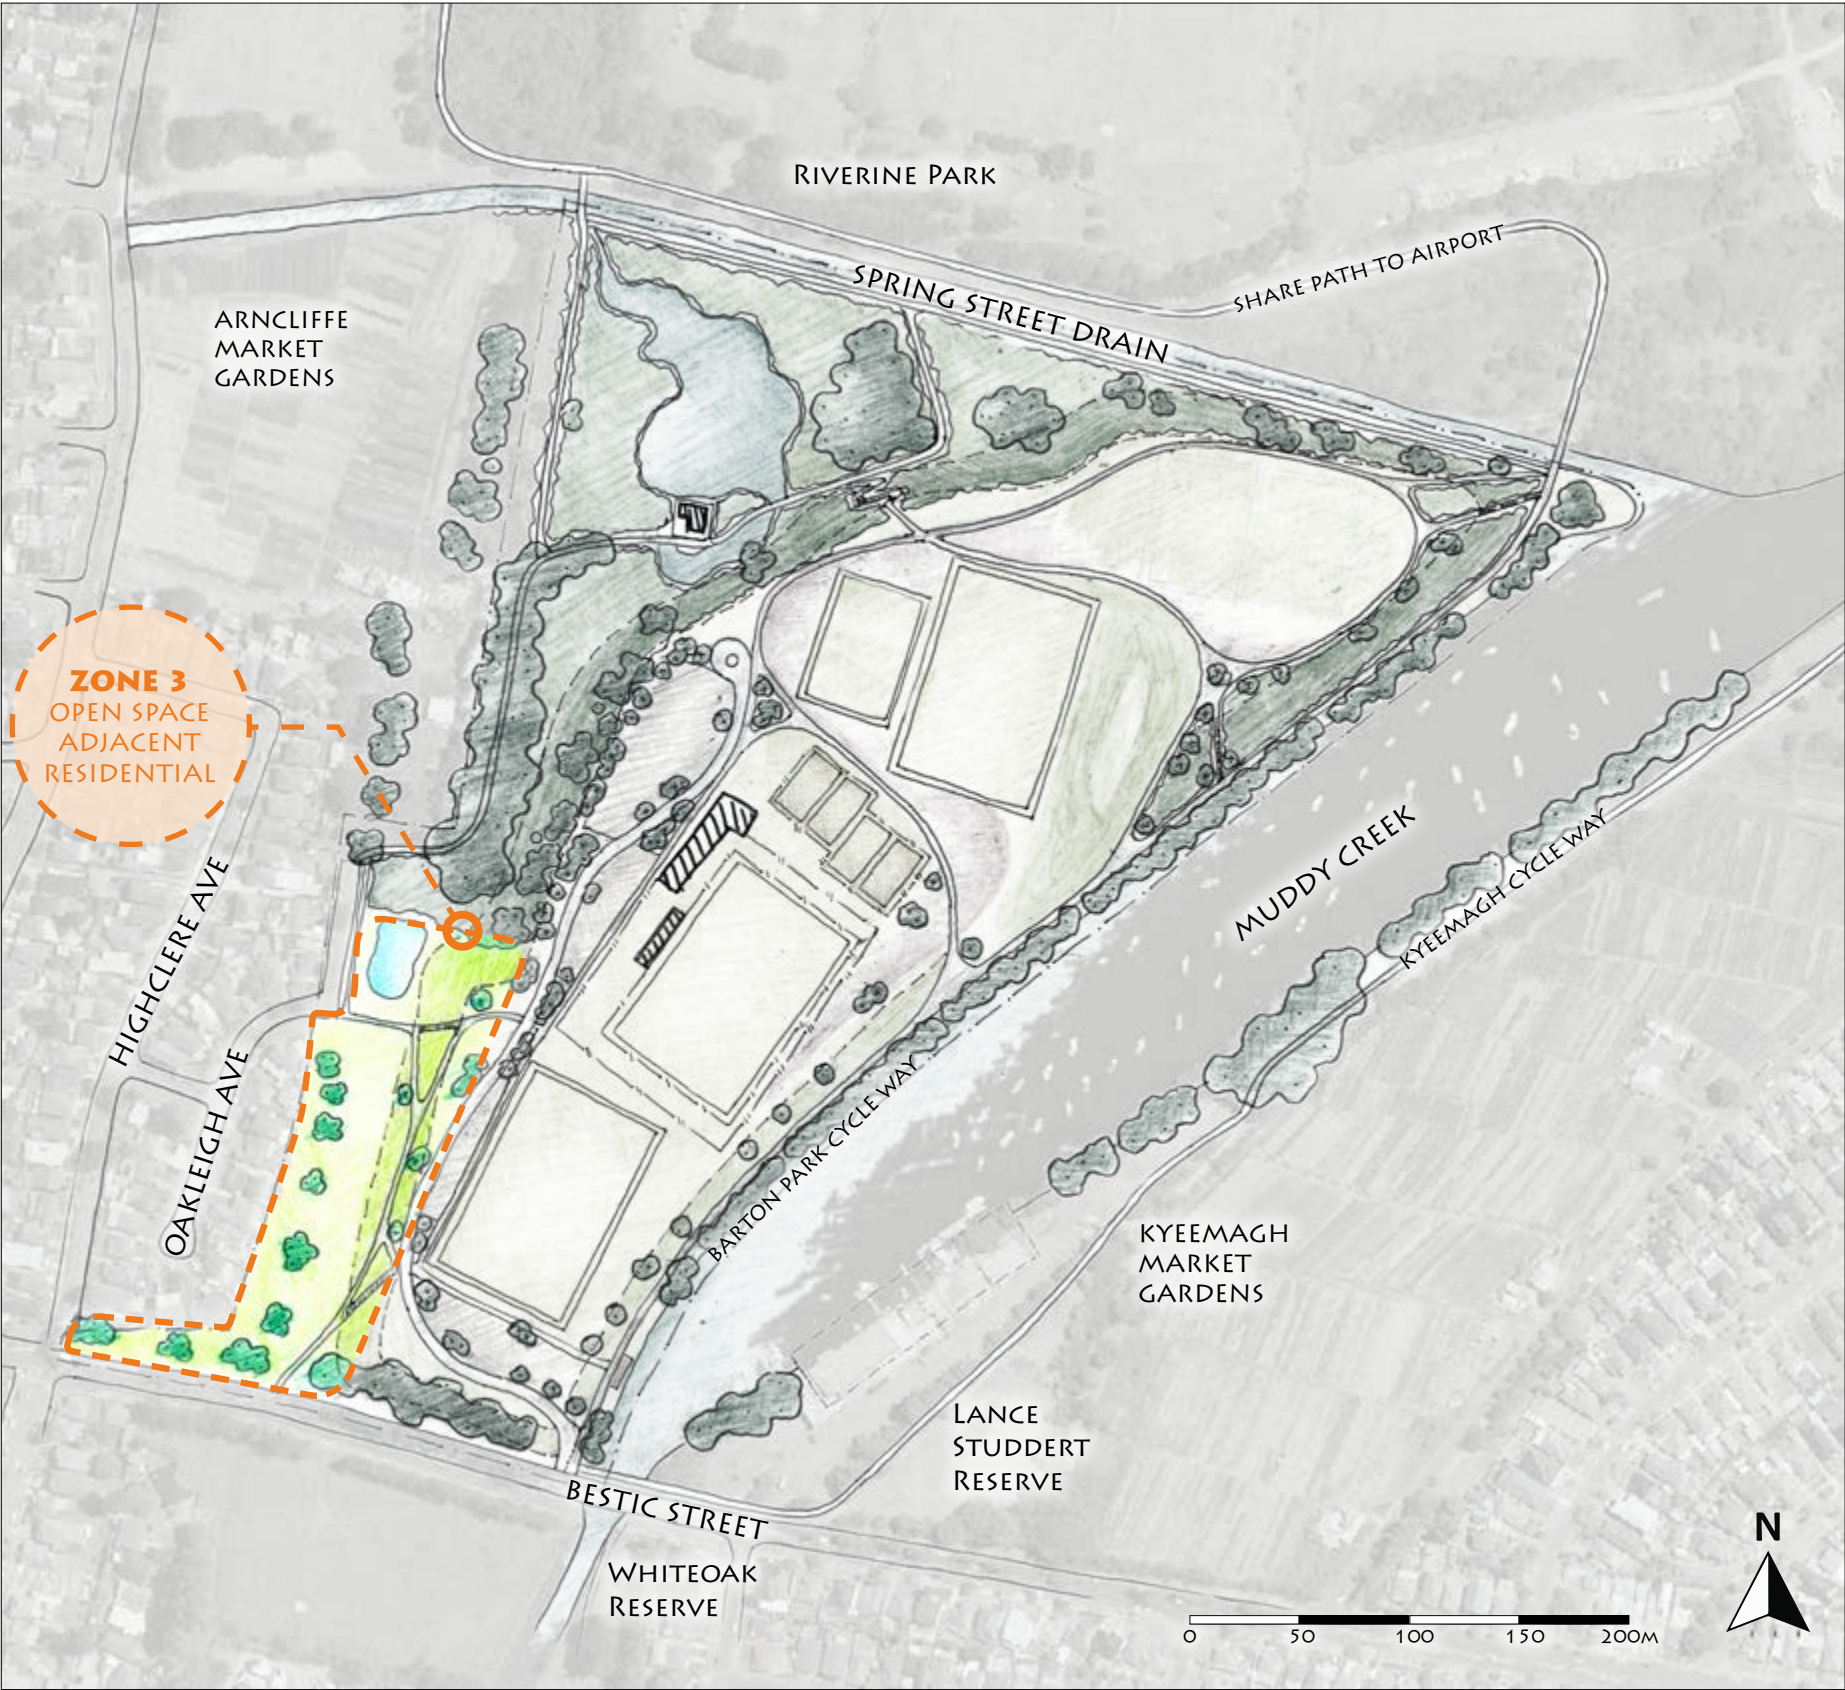 Riverine Park
SHARE PATH TO AIRPORT
SPRING STREET DRAIN
ARNCLIFFE
MARKET
GARDENS
ZONE 3
OPEN SPACE
ADJACENT
RESIDENTIAL
HIGHCLERE AVE
OAKLEIGH AVE
MUDDY CREEK
KYEEMAGH CYCLE WAY
BARTON PARK CYCLE WAY
KYEEMAGH
MARKET
GARDENS
LANCE
STUDDERT
RESERVE
BESTIC STREET
WHITEOAK
RESERVE
N
0 50 100 150 200M